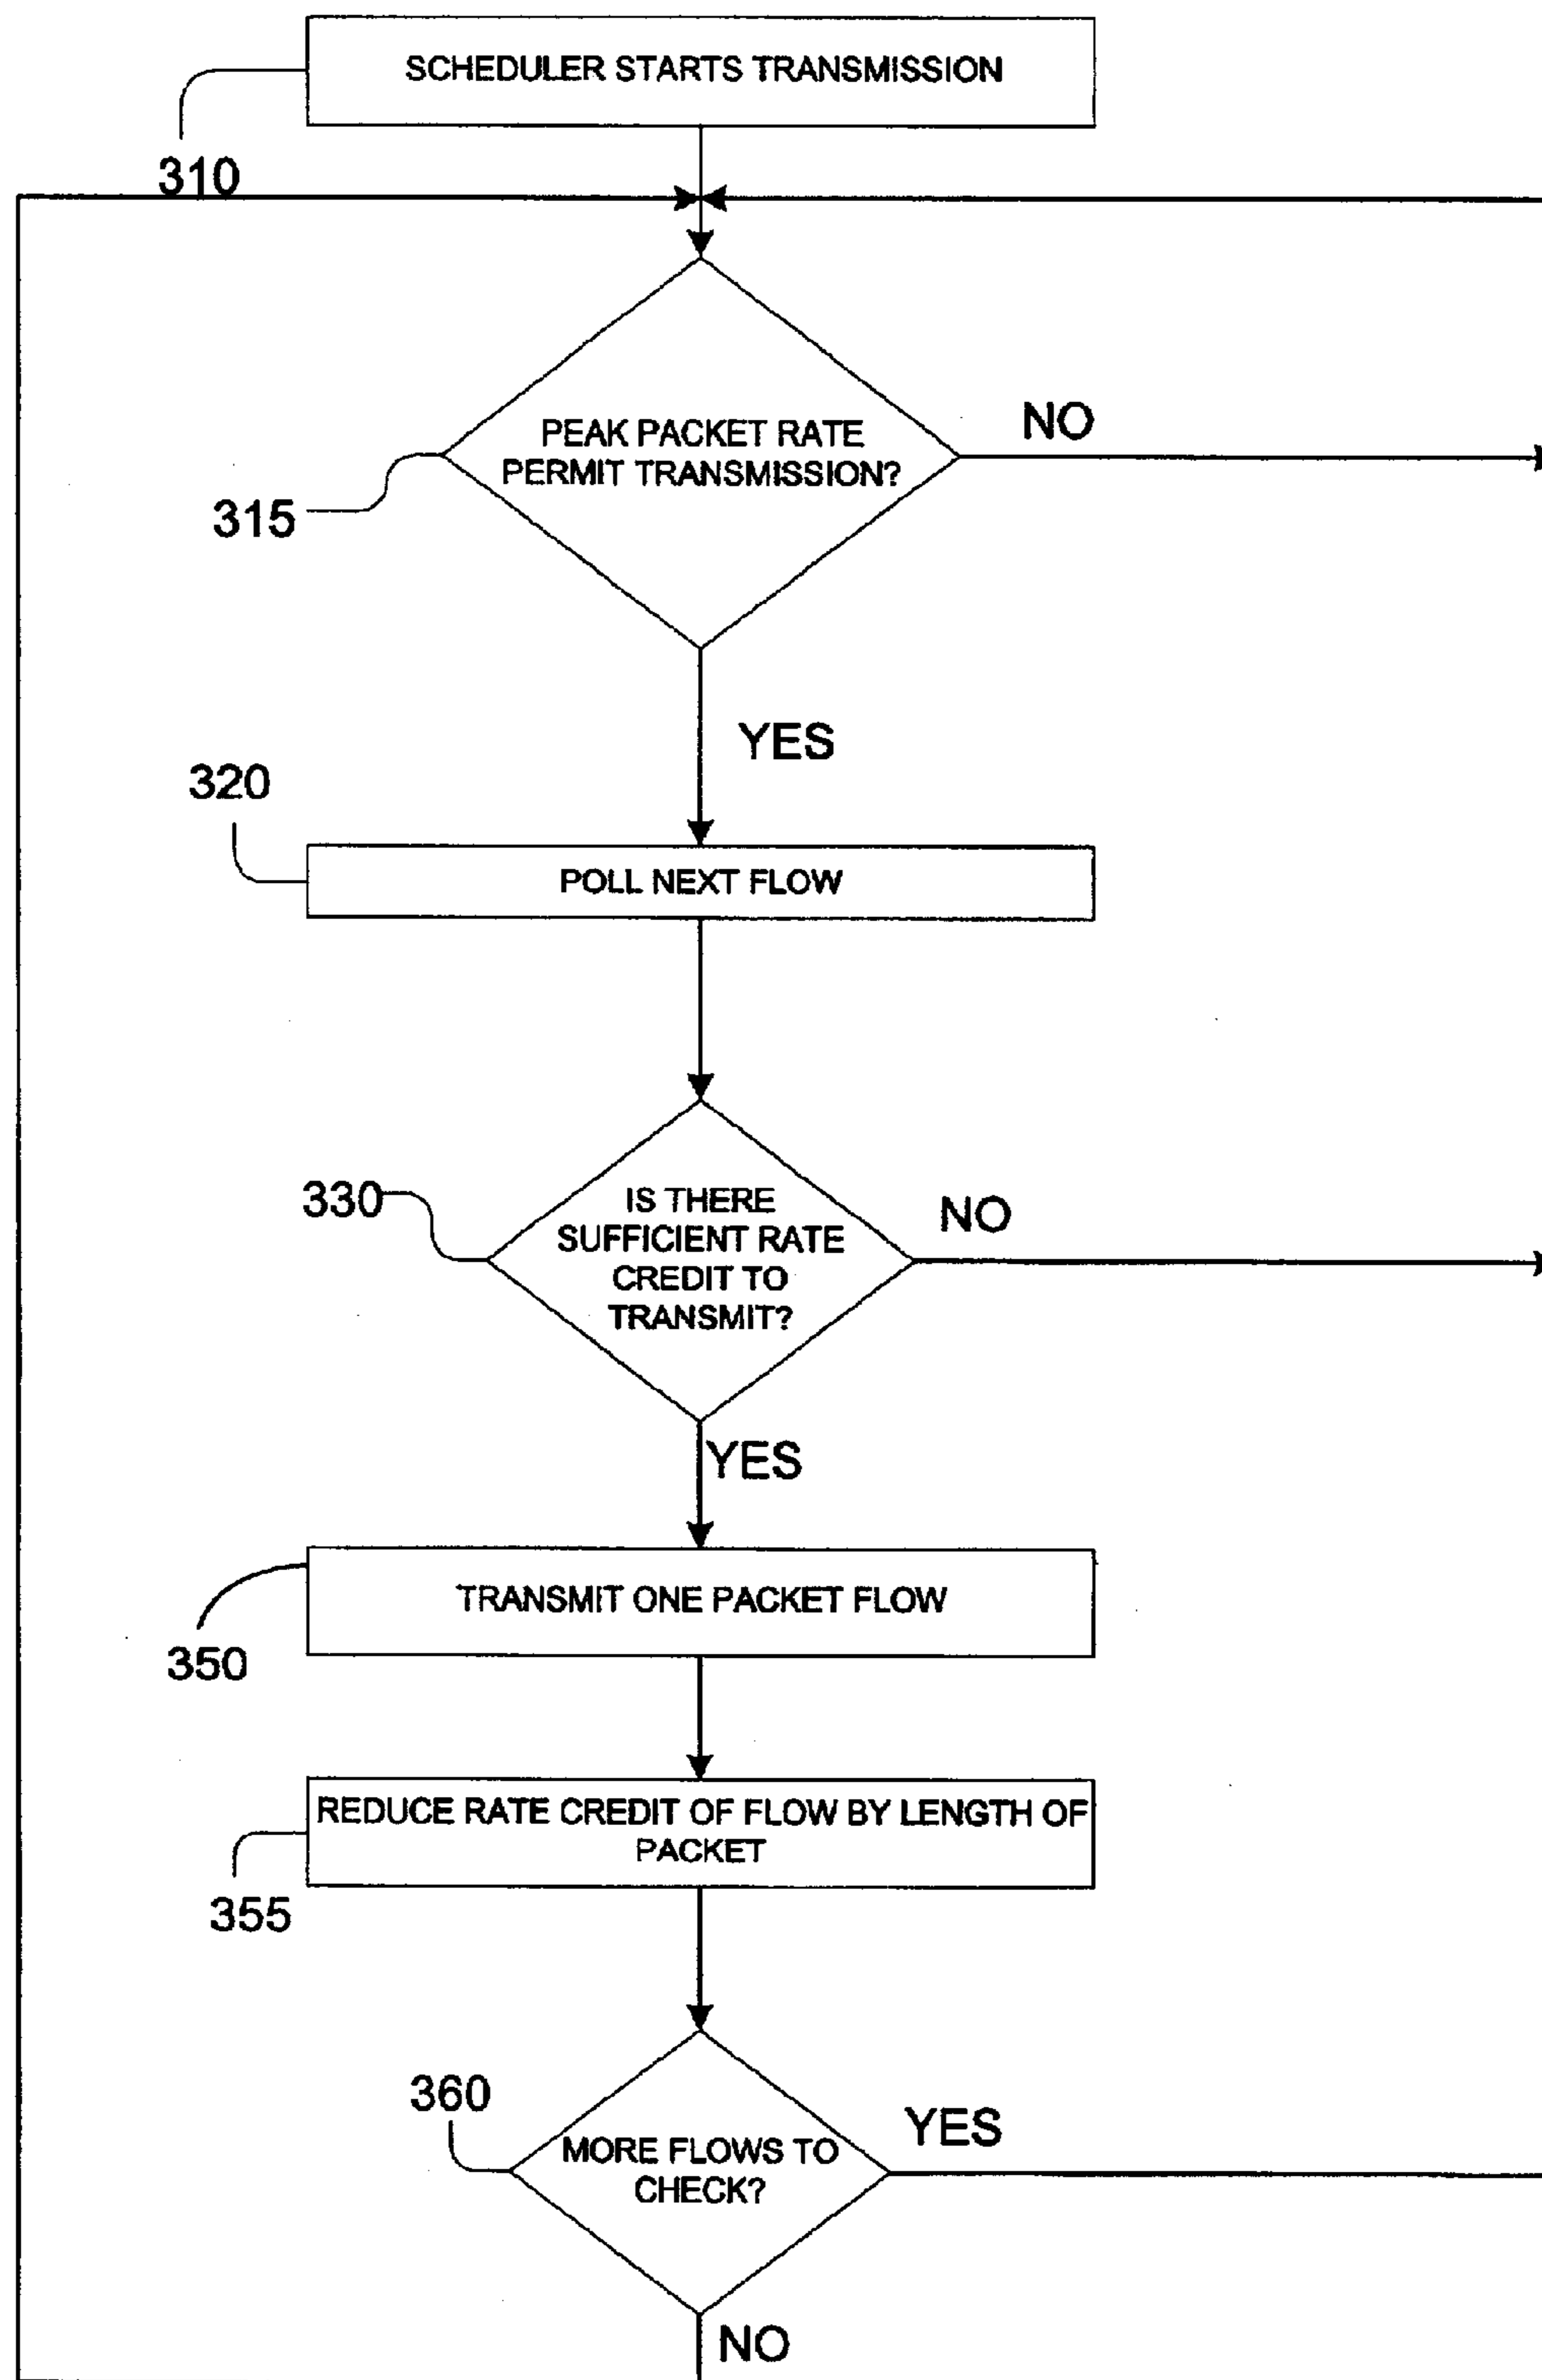 SCHEDULER STARTS TRANSMISSION
310
PEAK PACKET RATE
PERMIT TRANSMISSION?
NO
315
YES
320
POLL NEXT FLOW
330
IS THERE
SUFFICIENT RATE
CREDIT TO
TRANSMIT?
NO
YES
TRANSMIT ONE PACKET FLOW
350
REDUCE RATE CREDIT OF FLOW BY LENGTH OF
PACKET
355
360
MORE FLOWS TO
CHECK?
YES
NO